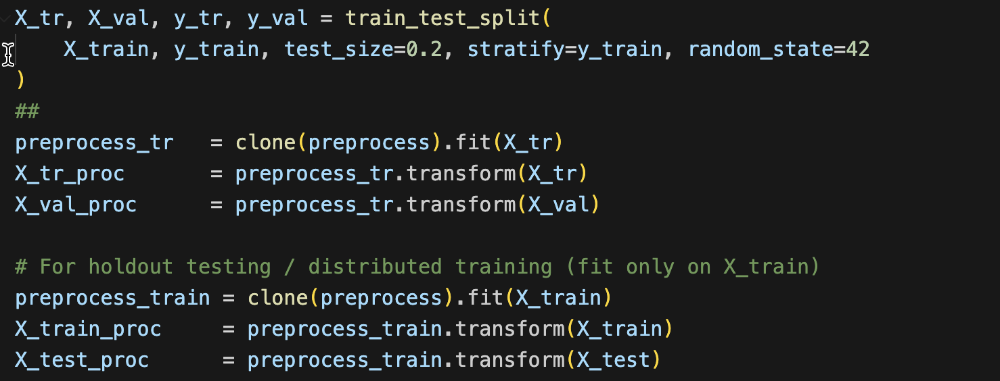 X_tr, X_val, y_tr, y_val = train_test_split(
    X_train, y_train, test_size=0.2, stratify=y_train, random_state=42
)
##
preprocess_tr   = clone(preprocess).fit(X_tr)
X_tr_proc       = preprocess_tr.transform(X_tr)
X_val_proc      = preprocess_tr.transform(X_val)

# For holdout testing / distributed training (fit only on X_train)
preprocess_train = clone(preprocess).fit(X_train)
X_train_proc     = preprocess_train.transform(X_train)
X_test_proc      = preprocess_train.transform(X_test)